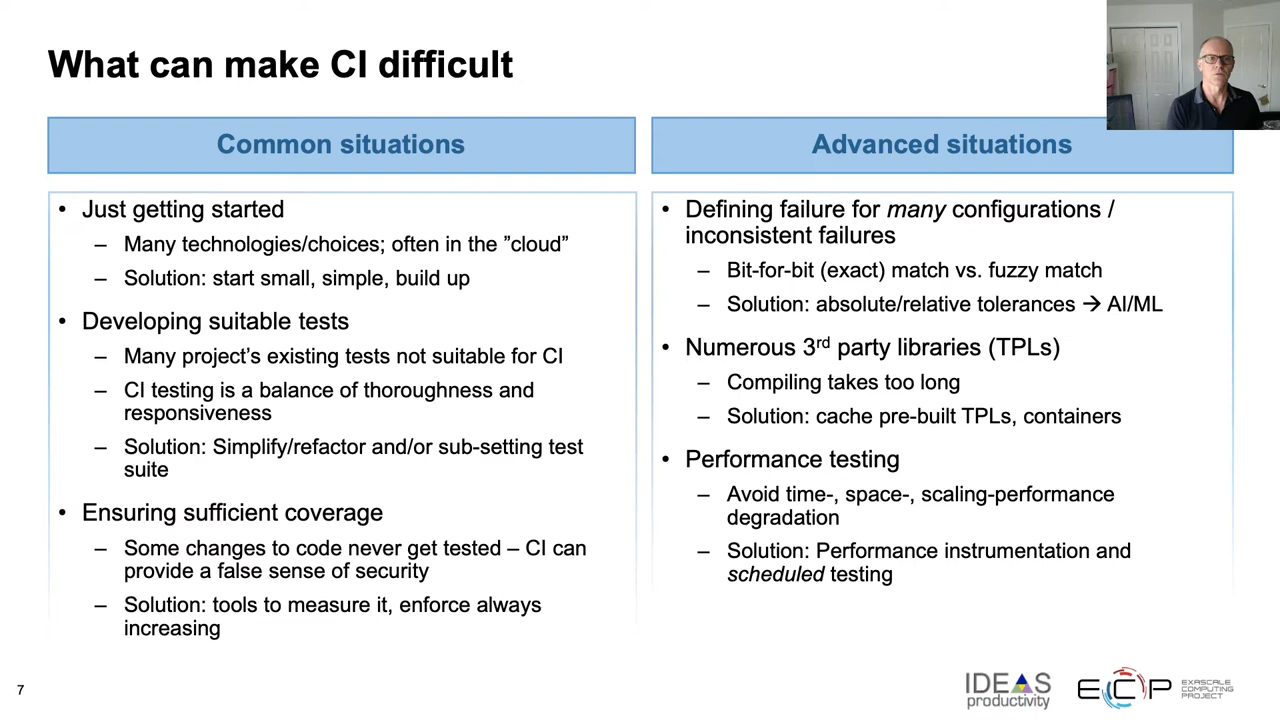 What can make CI difficult
Common situations
• Just getting started
– Many technologies/choices; often in the ”cloud”
– Solution: start small, simple, build up
• Developing suitable tests
– Many project’s existing tests not suitable for CI
– CI testing is a balance of thoroughness and
responsiveness
– Solution: Simplify/refactor and/or sub-setting test
suite
• Ensuring sufficient coverage
– Some changes to code never get tested – CI can
provide a false sense of security
– Solution: tools to measure it, enforce always
increasing
Advanced situations
• Defining failure for many configurations /
inconsistent failures
– Bit-for-bit (exact) match vs. fuzzy match
– Solution: absolute/relative tolerances → AI/ML
• Numerous 3rd party libraries (TPLs)
– Compiling takes too long
– Solution: cache pre-built TPLs, containers
• Performance testing
– Avoid time-, space-, scaling-performance
degradation
– Solution: Performance instrumentation and
scheduled testing
7
IDEAS
productivity
ECP
EXASCALE
COMPUTING
PROJECT